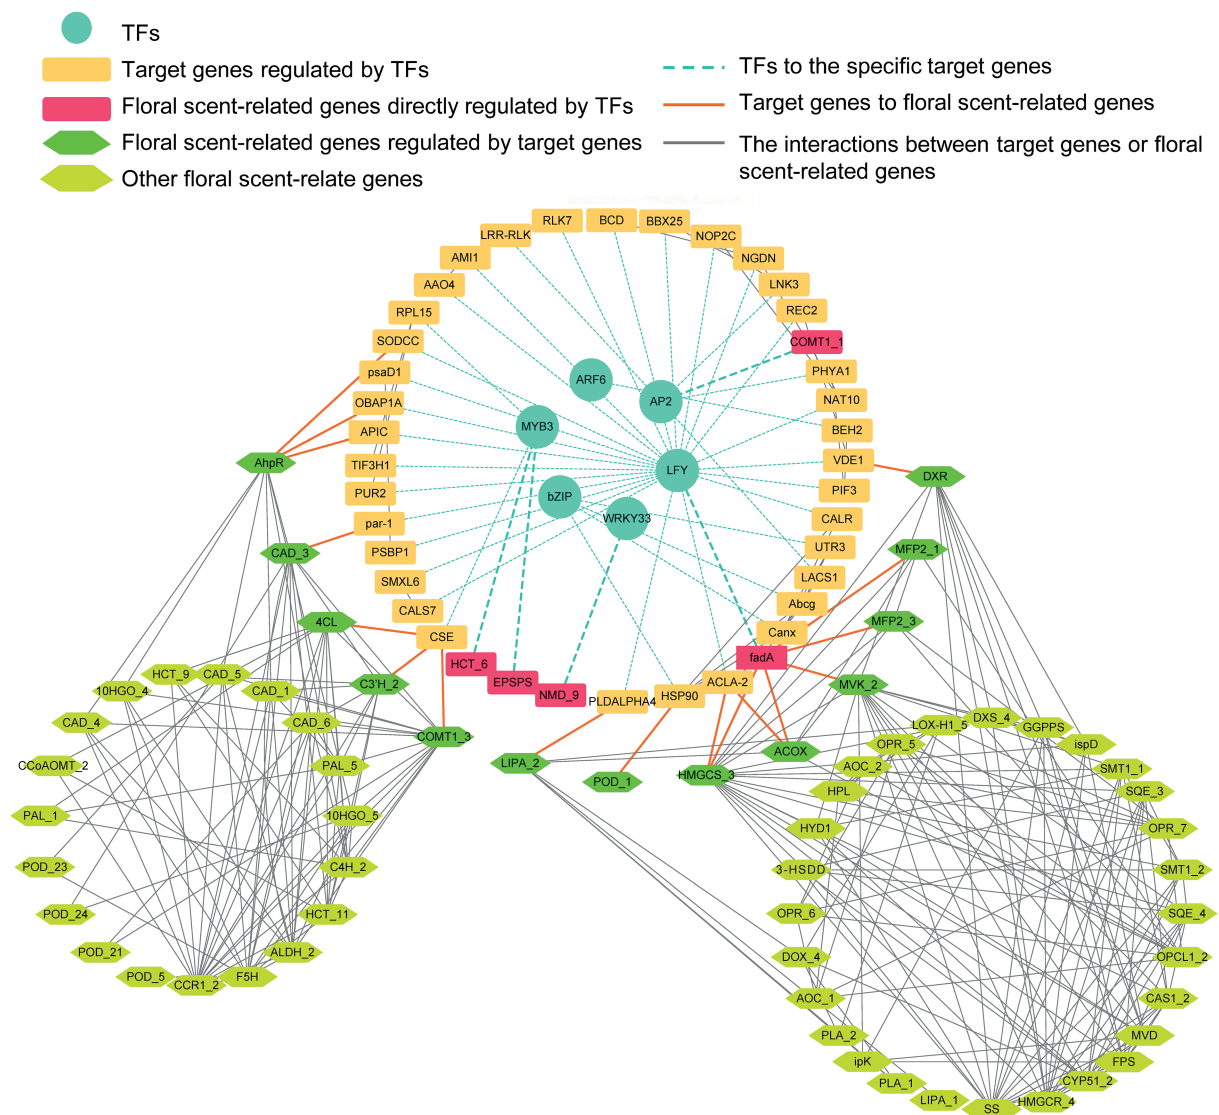 TFs
Target genes regulated by TFs
Floral scent-related genes directly regulated by TFs
Floral scent-related genes regulated by target genes
Other floral scent-relate genes
TFs to the specific target genes
Target genes to floral scent-related genes
The interactions between target genes or floral
scent-related genes
RLK7
BCD
BBX25
LRR-RLK
NOP2C
AMI1
NGDN
AAO4
LNK3
RPL15
REC2
SODCC
COMT1_1
psaD1
ARF6
PHYA1
OBAP1A
AP2
NAT10
APIC
MYB3
BEH2
AhpR
TIF3H1
LFY
VDE1
DXR
PUR2
bZIP
PIF3
par-1
WRKY33
CALR
CAD_3
PSBP1
UTR3
MFP2_1
SMXL6
LACS1
CALS7
Abcg
4CL
CSE
Canx
MFP2_3
HCT_6
fadA
HCT_9
CAD_5
C3'H_2
EPSPS
ACLA-2
MVK_2
10HGO_4
CAD_1
NMD_9
PLDALPHA4
HSP90
CAD_4
CAD_6
COMT1_3
LOX-H1_5
DXS_4
GGPPS
CCoAOMT_2
PAL_5
LIPA_2
POD_1
HMGCS_3
ACOX
OPR_5
ispD
AOC_2
SMT1_1
HPL
SQE_3
PAL_1
10HGO_5
HYD1
OPR_7
POD_23
C4H_2
3-HSDD
SMT1_2
POD_24
HCT_11
OPR_6
SQE_4
POD_21
ALDH_2
DOX_4
OPCL1_2
POD_5
CCR1_2
F5H
AOC_1
CAS1_2
PLA_2
MVD
ipK
FPS
PLA_1
CYP51_2
LIPA_1
SS
HMGCR_4